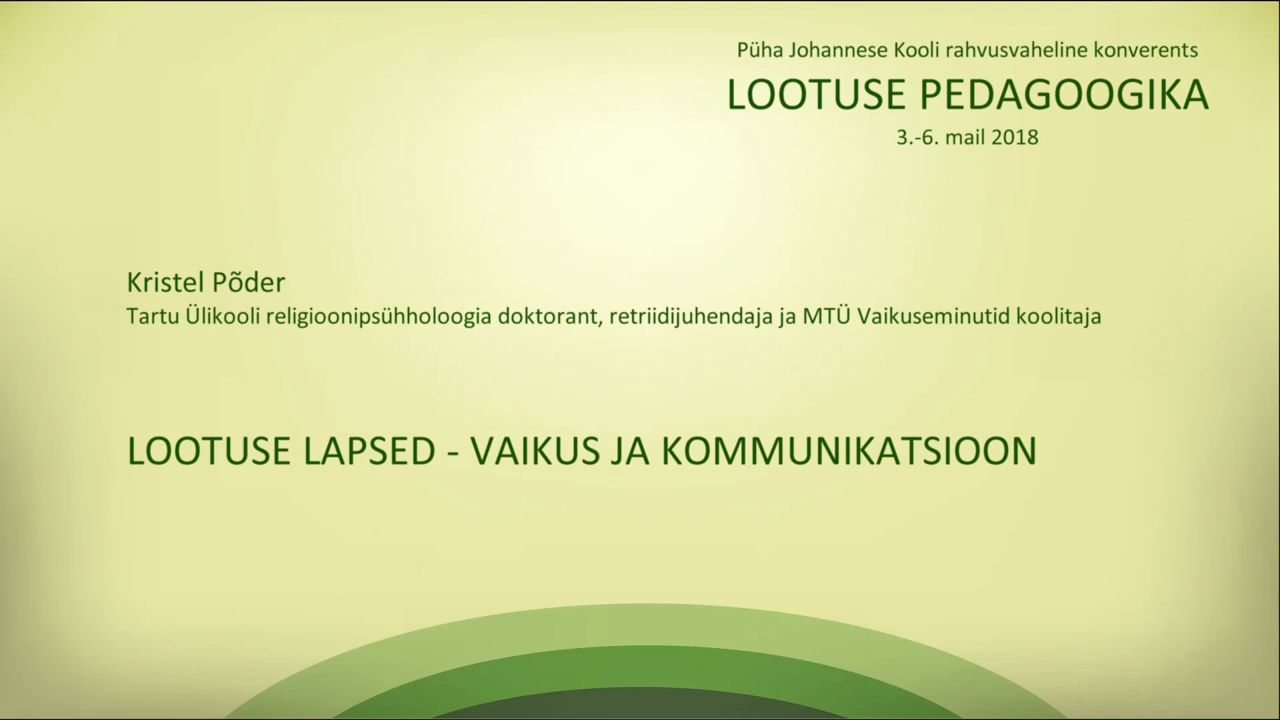 Püha Johannese Kooli rahvusvaheline konverents
LOOTUSE PEDAGOOGIKA
3.-6. mail 2018
Kristel Põder
Tartu Ülikooli religioonipsühholoogia doktorant, retriidijuhendaja ja MTÜ Vaikuseminutid koolitaja
LOOTUSE LAPSED - VAIKUS JA KOMMUNIKATSIOON